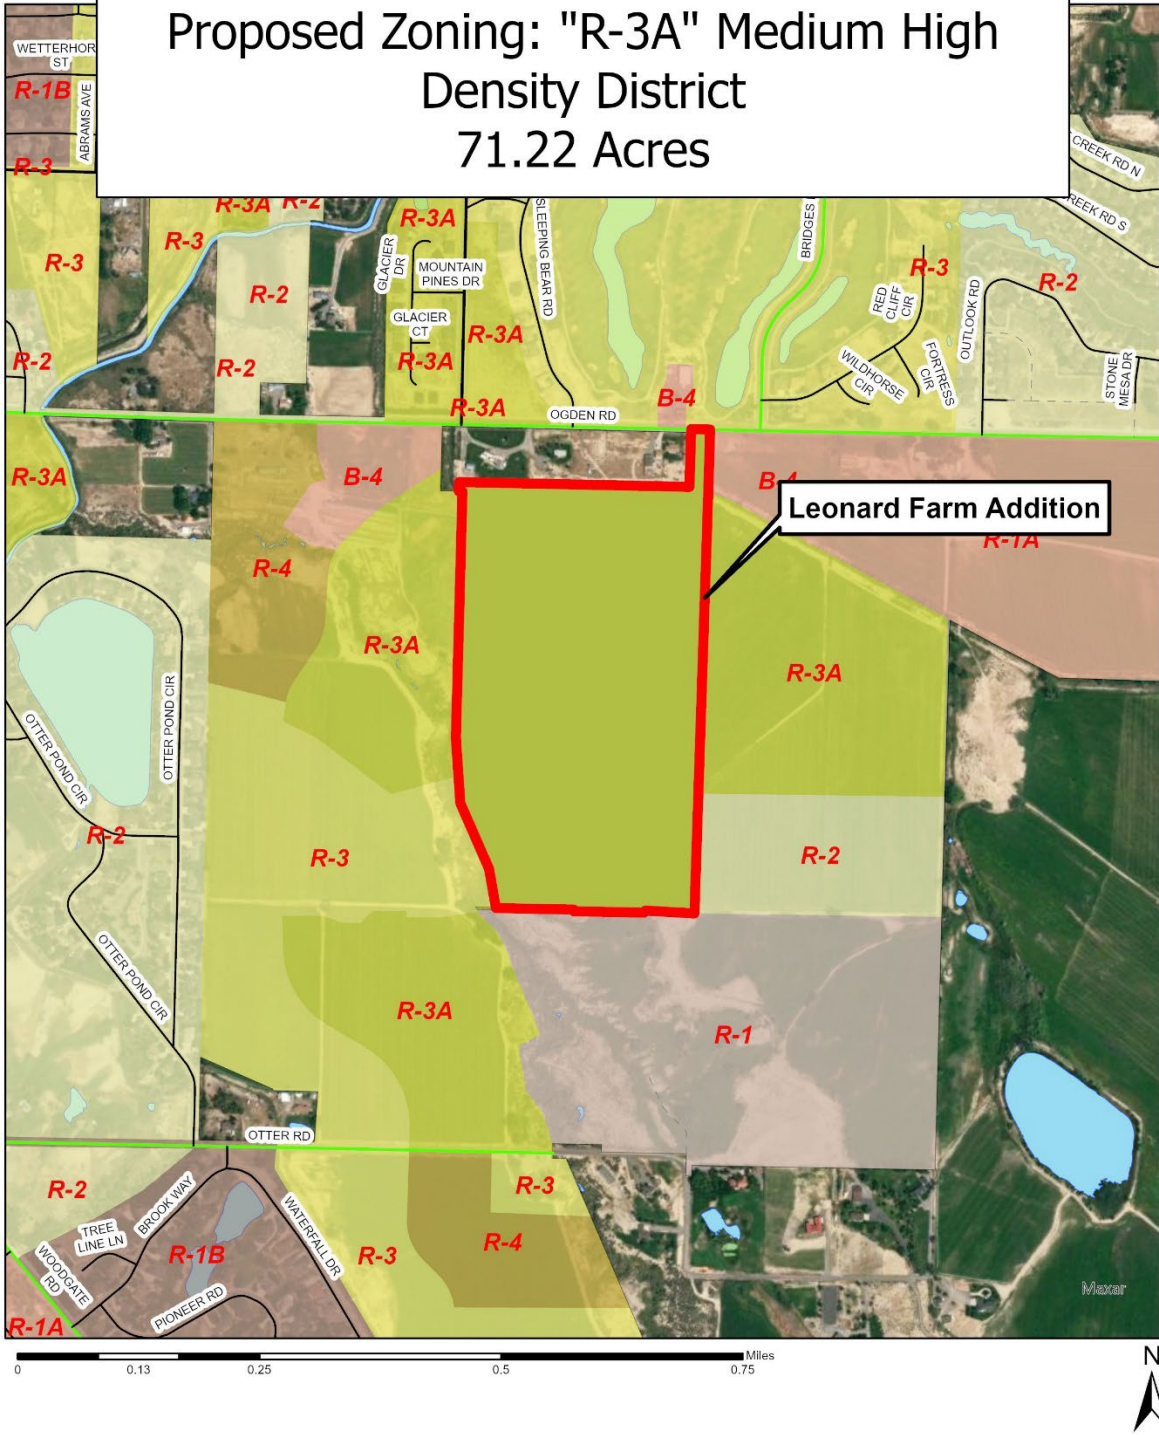 Proposed Zoning: "R-3A" Medium High
Density District
71.22 Acres
WETTERHOR
ST
R-1B
ABRAMS AVE
R-3
CREEK RD N
REEK RD S
R-3A
R-2
R-3
R-3
R-2
R-2
R-2
R-3A
GLACIER
DR
MOUNTAIN
PINES DR
GLACIER
CT
R-3A
R-3A
R-3A
SLEEPING BEAR RD
OGDEN RD
B-4
BRIDGES
RED
CLIFF
CIR
R-3
WILDHORSE
CIR
FORTRESS
CIR
OUTLOOK RD
R-2
STONE
MESA DR
R-3A
B-4
B-4
Leonard Farm Addition
R-1A
R-4
R-3A
R-3A
OTTER POND CIR
OTTER POND CIR
R-2
R-3
R-2
OTTER POND CIR
R-3A
R-1
OTTER RD
R-2
TREE
LINE LN
BROOK WAY
WOODGATE
RD
R-1B
PIONEER RD
WATERFALL DR
R-3
R-3
R-4
R-1A
Maxar
Miles
0
0.13
0.25
0.5
0.75
N